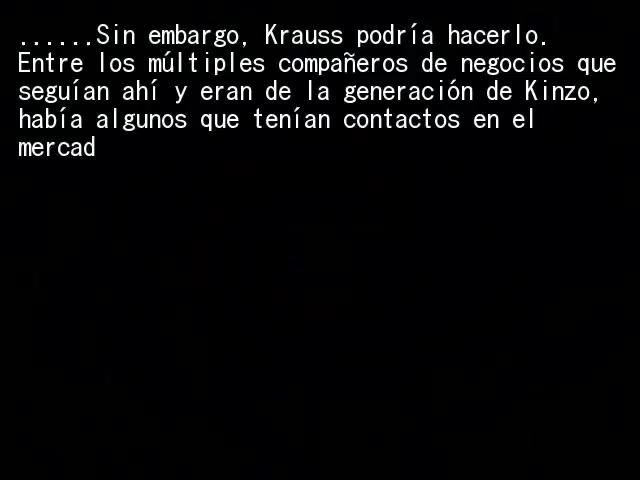 ......Sin embargo, Krauss podría hacerlo.
Entre los múltiples compañeros de negocios que
seguían ahí y eran de la generación de Kinzo,
había algunos que tenían contactos en el
mercad